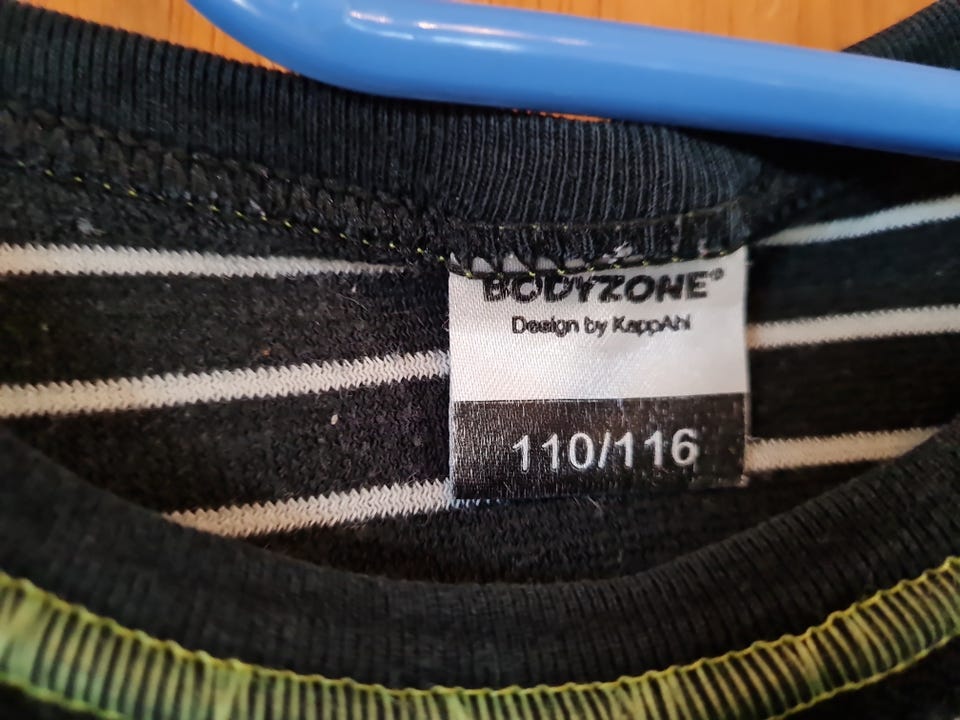 BODYZONE®
Design by KappAhl
110/116